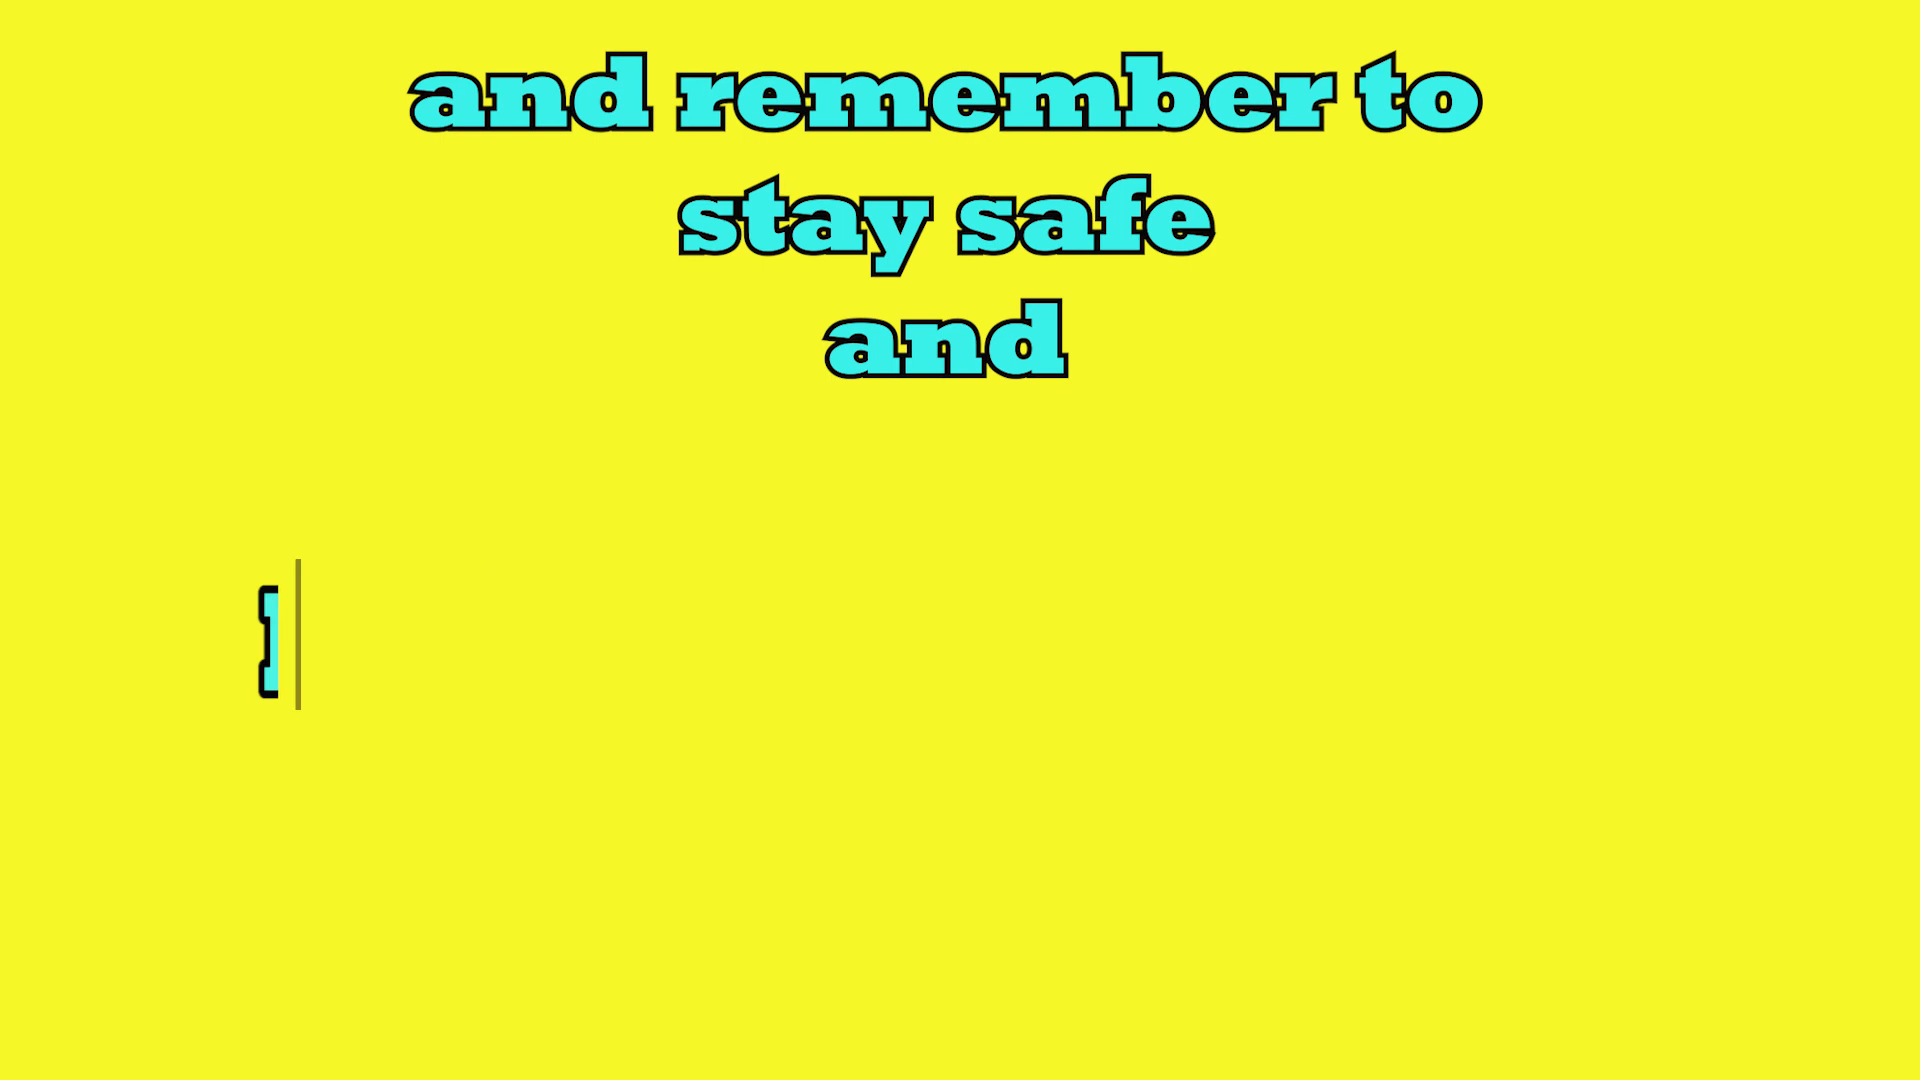 and remember to
stay safe
and